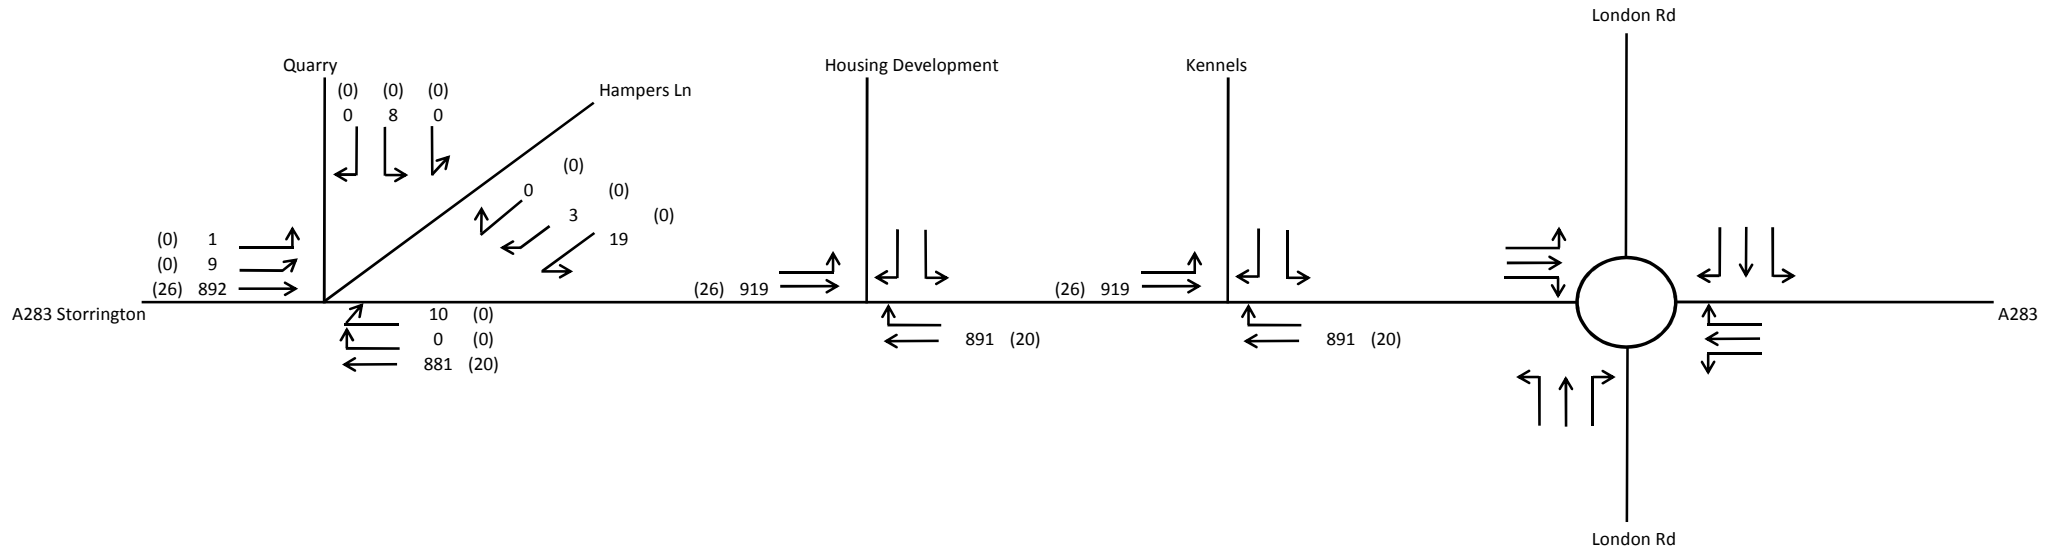 London Rd
Quarry
Housing Development
Kennels
Hampers Ln
(0) (0) (0)
0 8 0
(0)
0 (0)
3 (0)
19
(0) 1
(0) 9
(26) 892
(26) 919
(26) 919
A283 Storrington
10 (0)
0 (0)
881 (20)
891 (20)
891 (20)
A283
London Rd